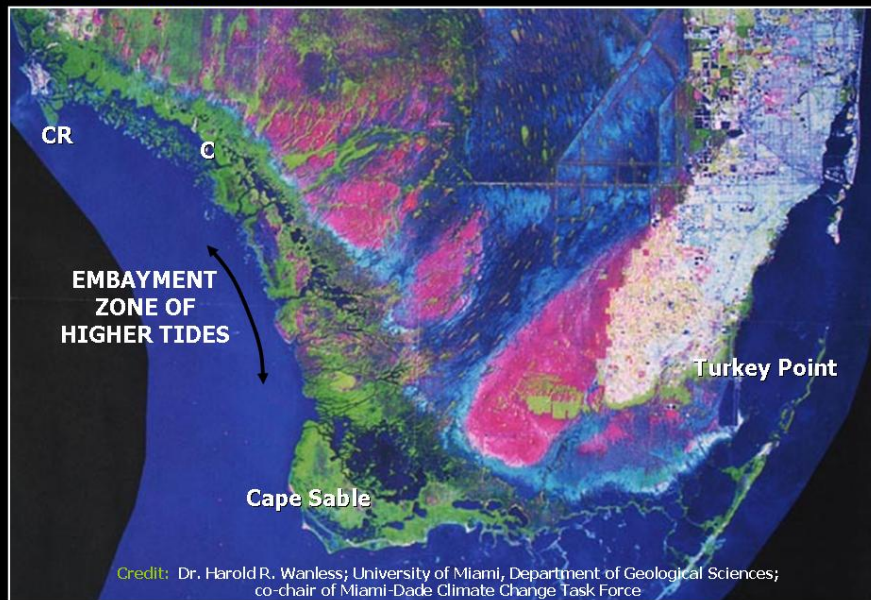 CR
C
EMBAYMENT
ZONE OF
HIGHER TIDES
Turkey Point
Cape Sable
Credit: Dr. Harold R. Wanless; University of Miami, Department of Geological Sciences;
co-chair of Miami-Dade Climate Change Task Force